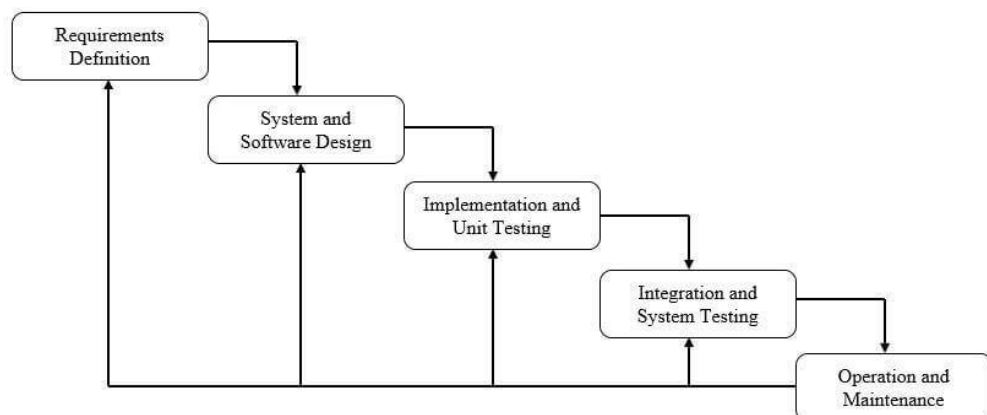 Requirements
Definition
System and
Software Design
Implementation and
Unit Testing
Integration and
System Testing
Operation and
Maintenance